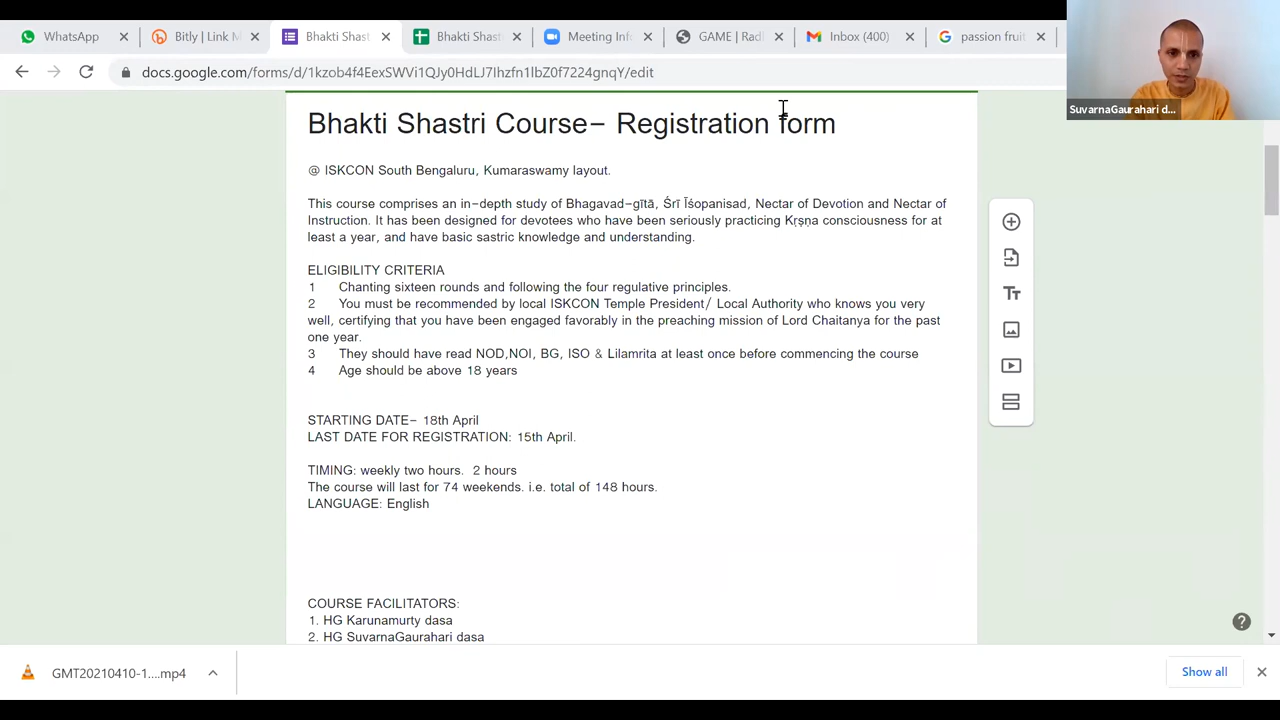 WhatsApp
Bitly | Link M
Bhakti Shast
Bhakti Shast
Meeting Info
GAME | Radh
Inbox (400)
passion fruit
docs.google.com/forms/d/1kzob4f4EexSWVi1QJy0HdLJ7Ihzfn1lbZ0f7224gnqY/edit
SuvarnaGaurahari d...
Bhakti Shastri Course– Registration form
@ ISKCON South Bengaluru, Kumaraswamy layout.
This course comprises an in–depth study of Bhagavad–gītā, Śrī Īśopanisad, Nectar of Devotion and Nectar of
Instruction. It has been designed for devotees who have been seriously practicing Kṛṣṇa consciousness for at
least a year, and have basic sastric knowledge and understanding.
ELIGIBILITY CRITERIA
1 Chanting sixteen rounds and following the four regulative principles.
2 You must be recommended by local ISKCON Temple President/ Local Authority who knows you very
well, certifying that you have been engaged favorably in the preaching mission of Lord Chaitanya for the past
one year.
3 They should have read NOD,NOI, BG, ISO & Lilamrita at least once before commencing the course
4 Age should be above 18 years
STARTING DATE– 18th April
LAST DATE FOR REGISTRATION: 15th April.
TIMING: weekly two hours. 2 hours
The course will last for 74 weekends. i.e. total of 148 hours.
LANGUAGE: English
COURSE FACILITATORS:
1. HG Karunamurty dasa
2. HG SuvarnaGaurahari dasa
GMT20210410-1....mp4
Show all